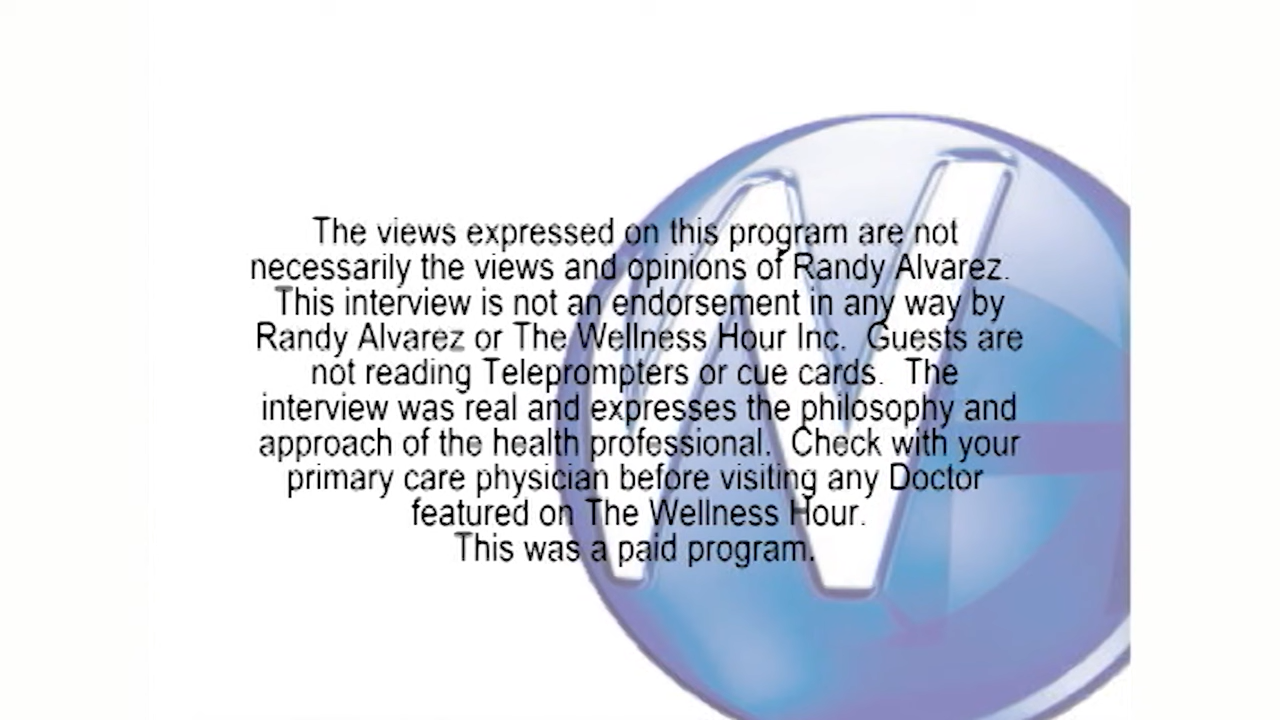 The views expressed on this program are not
necessarily the views and opinions of Randy Alvarez.
This interview is not an endorsement in any way by
Randy Alvarez or The Wellness Hour Inc.  Guests are
not reading Teleprompters or cue cards.  The
interview was real and expresses the philosophy and
approach of the health professional.  Check with your
primary care physician before visiting any Doctor
featured on The Wellness Hour.
This was a paid program.